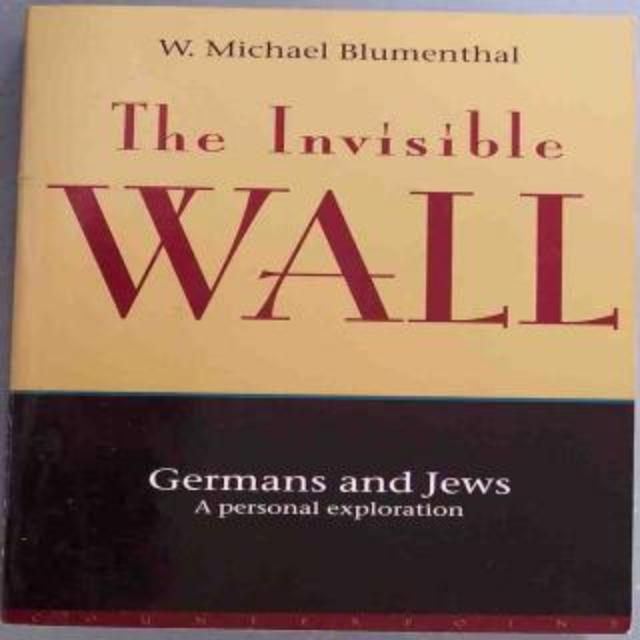 W. Michael Blumenthal
The Invisible
WALL
Germans and Jews
A personal exploration
COUNTERPOINT